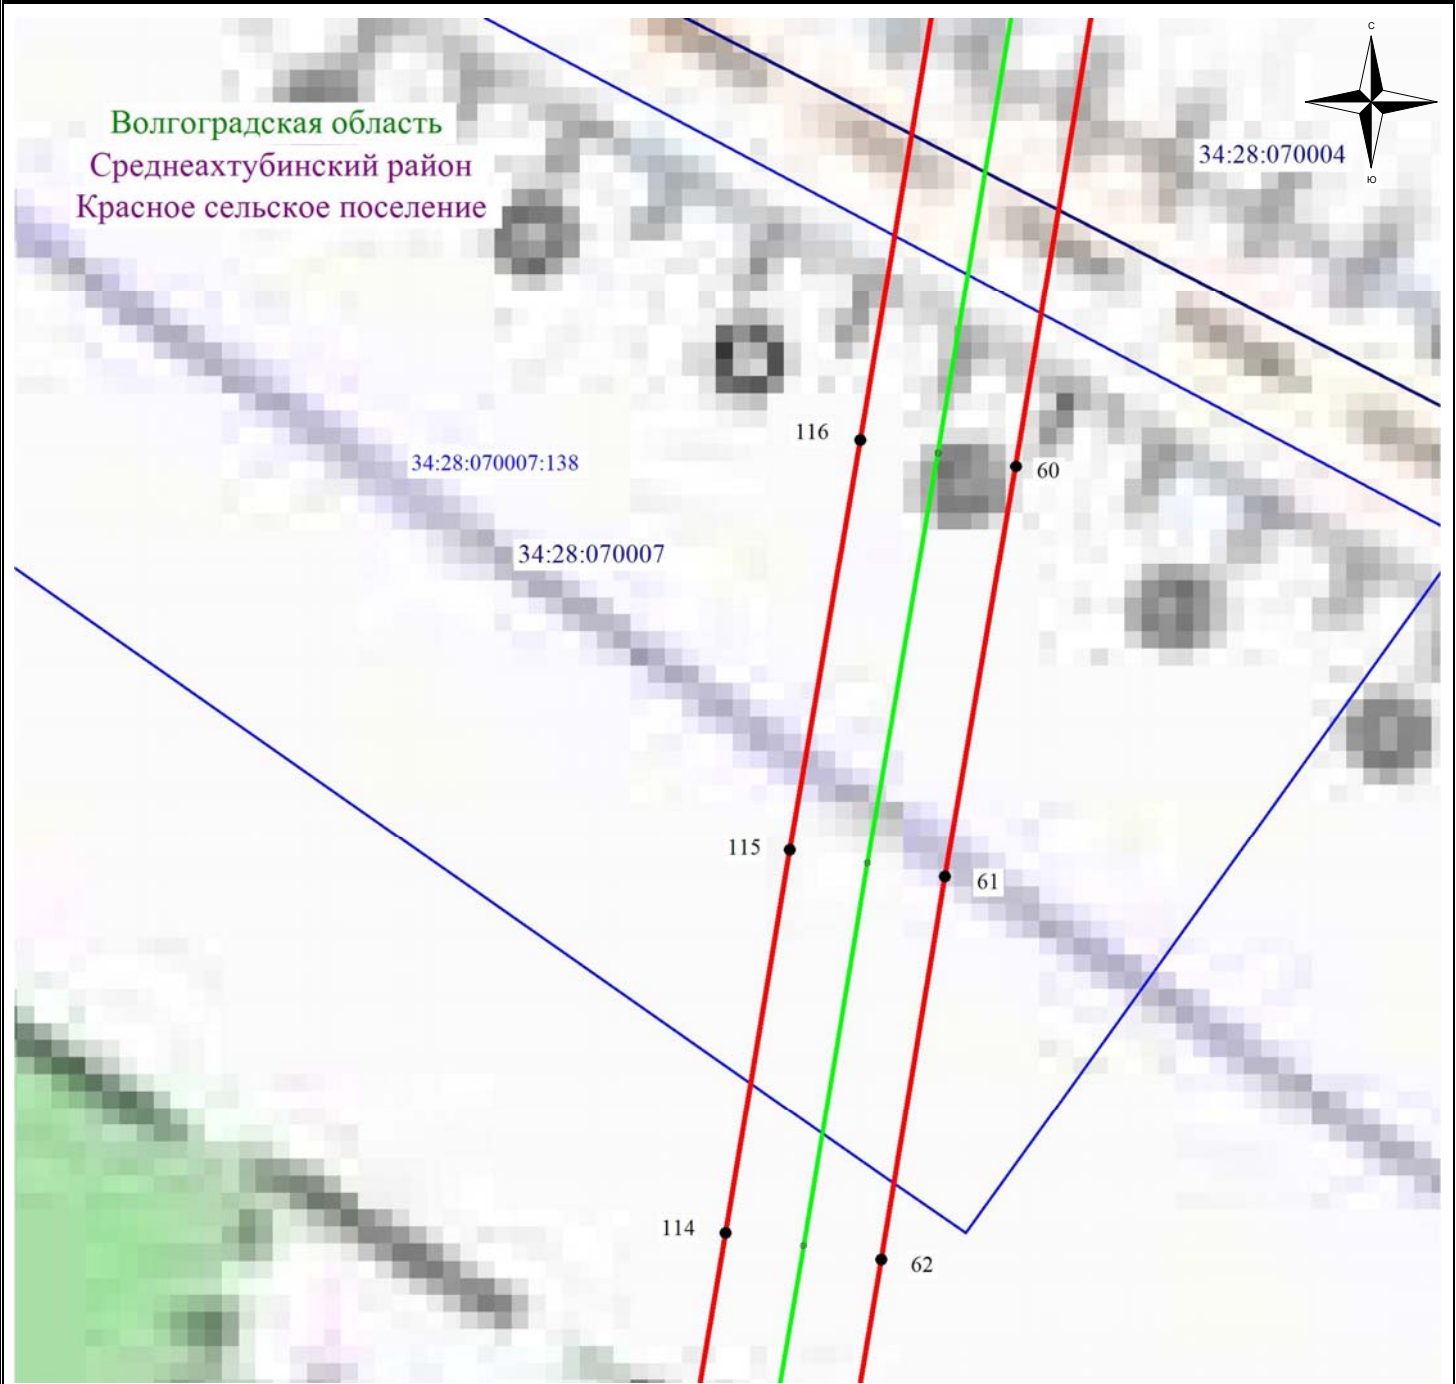 С
Волгоградская область
Среднеахтубинский район
Красное сельское поселение
34:28:070004
Ю
116
34:28:070007:138
60
34:28:070007
115
61
114
62